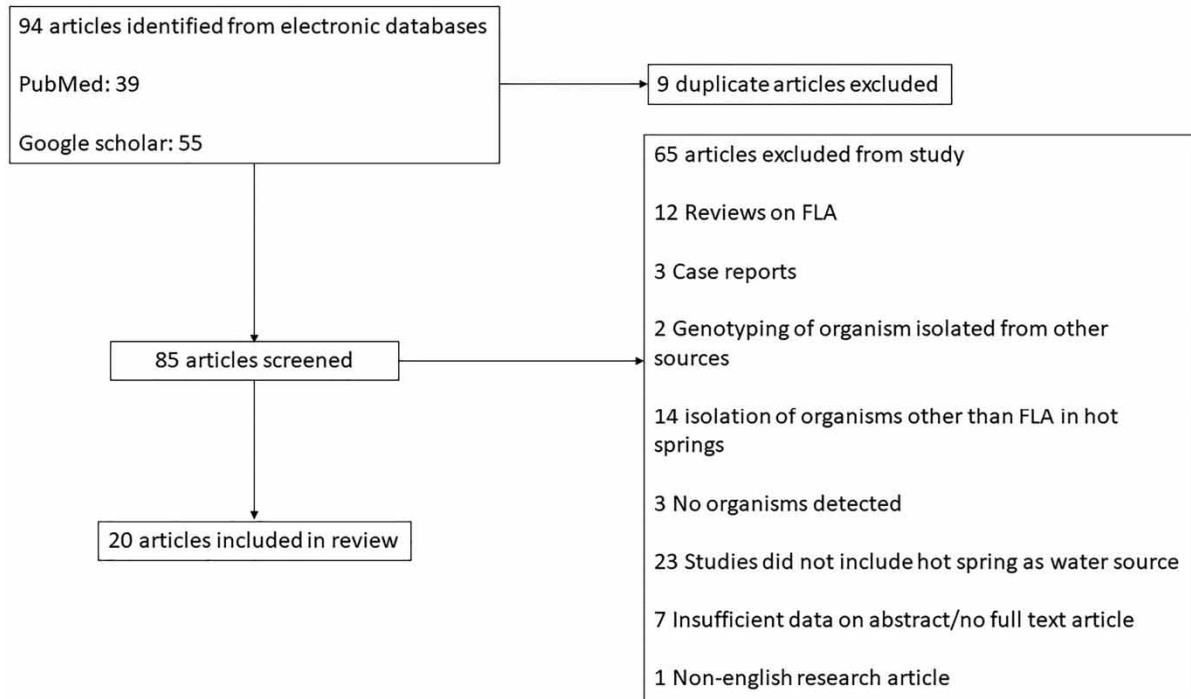 94 articles identified from electronic databases
PubMed: 39
Google scholar: 55
9 duplicate articles excluded
85 articles screened
65 articles excluded from study
12 Reviews on FLA
3 Case reports
2 Genotyping of organism isolated from other
sources
14 isolation of organisms other than FLA in hot
springs
3 No organisms detected
23 Studies did not include hot spring as water source
7 Insufficient data on abstract/no full text article
1 Non-english research article
20 articles included in review